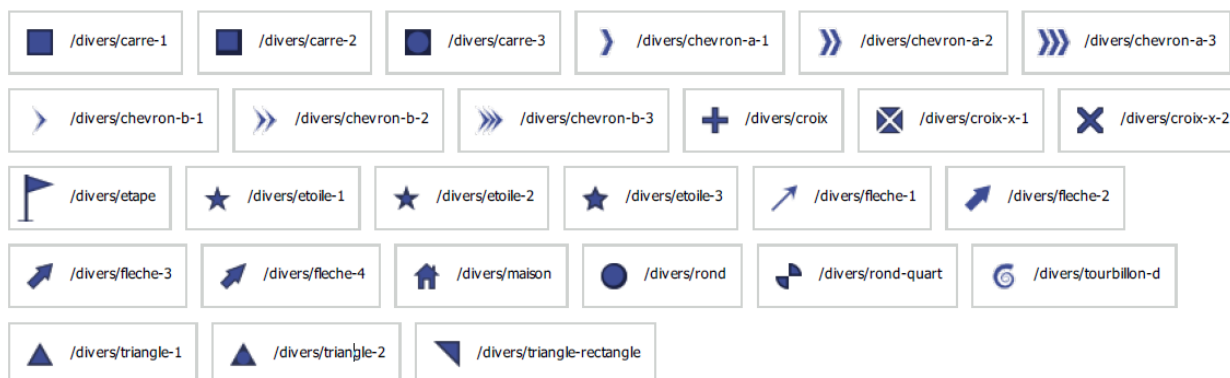 /divers/carre-1 /divers/carre-2 /divers/carre-3 /divers/chevron-a-1 /divers/chevron-a-2 /divers/chevron-a-3
/divers/chevron-b-1 /divers/chevron-b-2 /divers/chevron-b-3 /divers/croix /divers/croix-x-1 /divers/croix-x-2
/divers/etape /divers/etoile-1 /divers/etoile-2 /divers/etoile-3 /divers/fleche-1 /divers/fleche-2
/divers/fleche-3 /divers/fleche-4 /divers/maison /divers/rond /divers/rond-quart /divers/tourbillon-d
/divers/triangle-1 /divers/triangle-2 /divers/triangle-rectangle